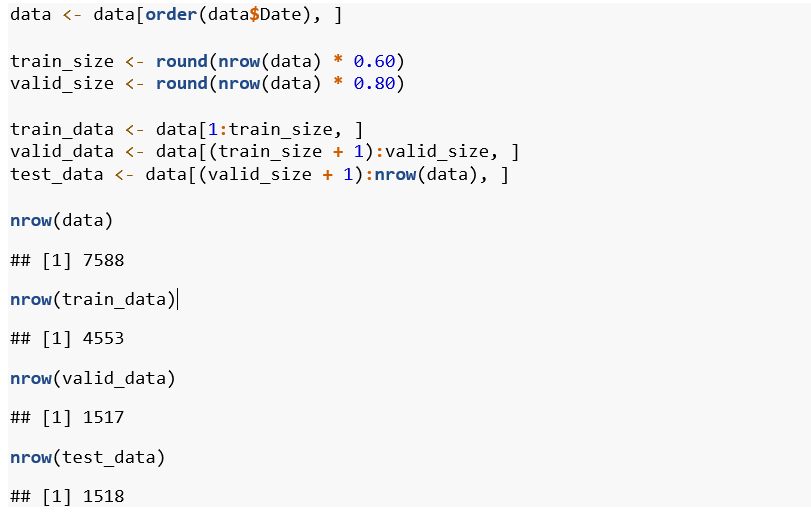 data <- data[order(data$Date), ]
train_size <- round(nrow(data) * 0.60)
valid_size <- round(nrow(data) * 0.80)
train_data <- data[1:train_size, ]
valid_data <- data[(train_size + 1):valid_size, ]
test_data <- data[(valid_size + 1):nrow(data), ]
nrow(data)
## [1] 7588
nrow(train_data)
## [1] 4553
nrow(valid_data)
## [1] 1517
nrow(test_data)
## [1] 1518